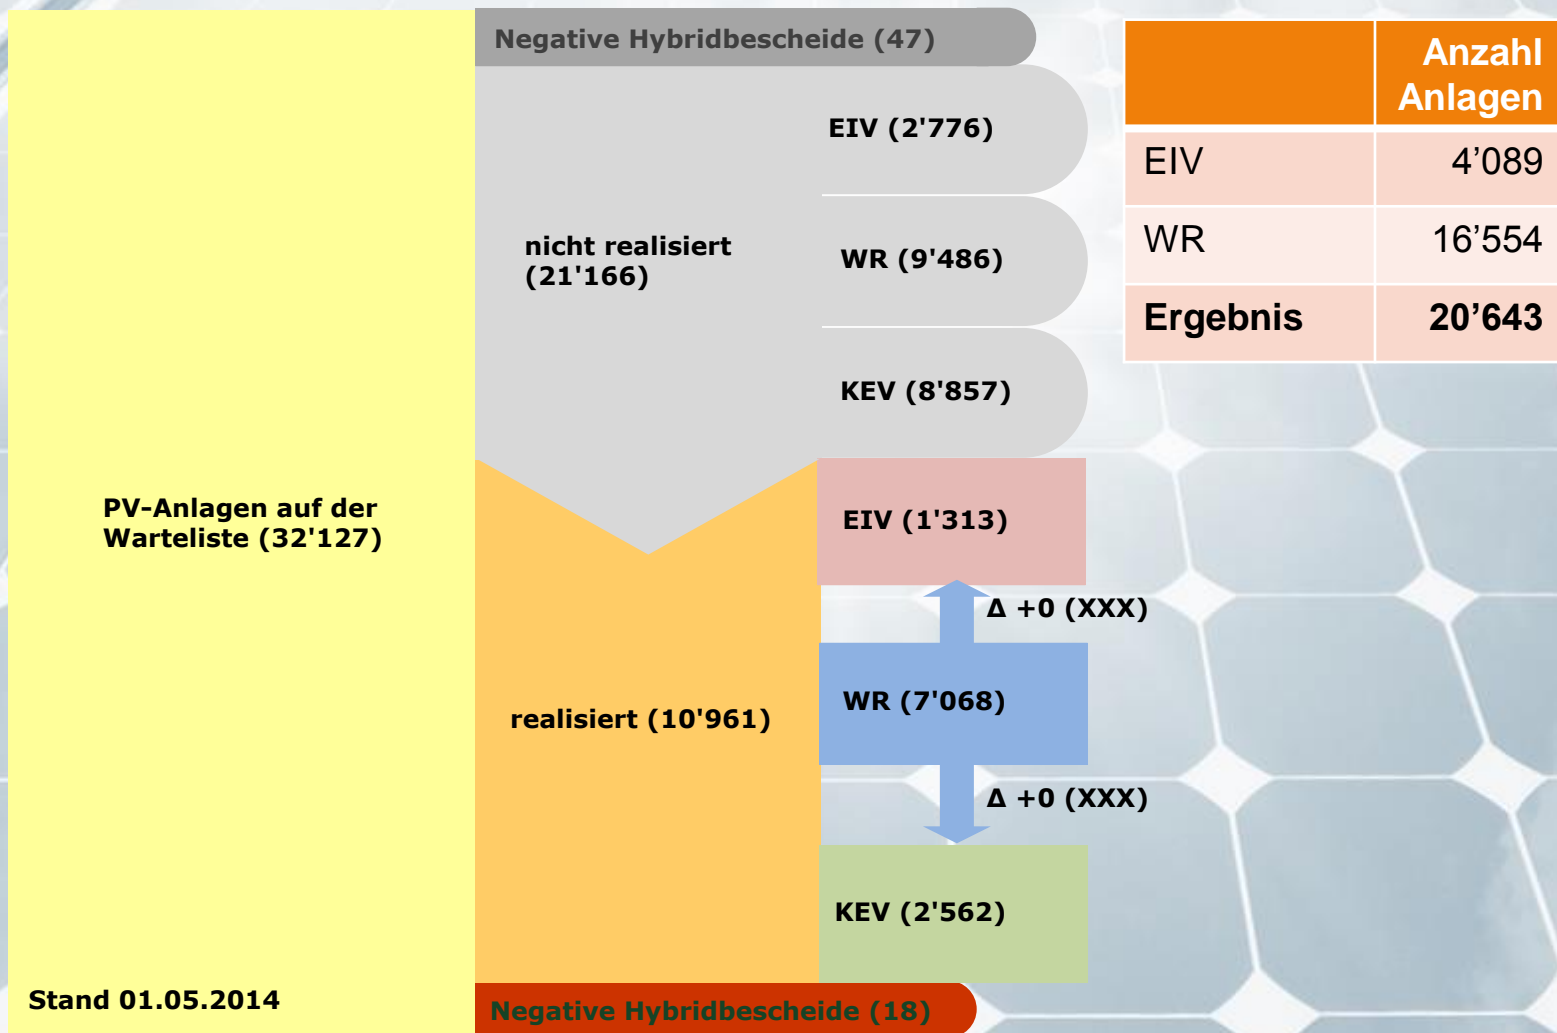 Negative Hybridbescheide (47)
EIV (2'776)
nicht realisiert
(21'166)
WR (9'486)
KEV (8'857)
PV-Anlagen auf der
Warteliste (32'127)
EIV (1'313)
Δ +0 (XXX)
realisiert (10'961)
WR (7'068)
Δ +0 (XXX)
KEV (2'562)
Stand 01.05.2014
Negative Hybridbescheide (18)
Anzahl
Anlagen
EIV 4’089
WR 16’554
Ergebnis 20’643